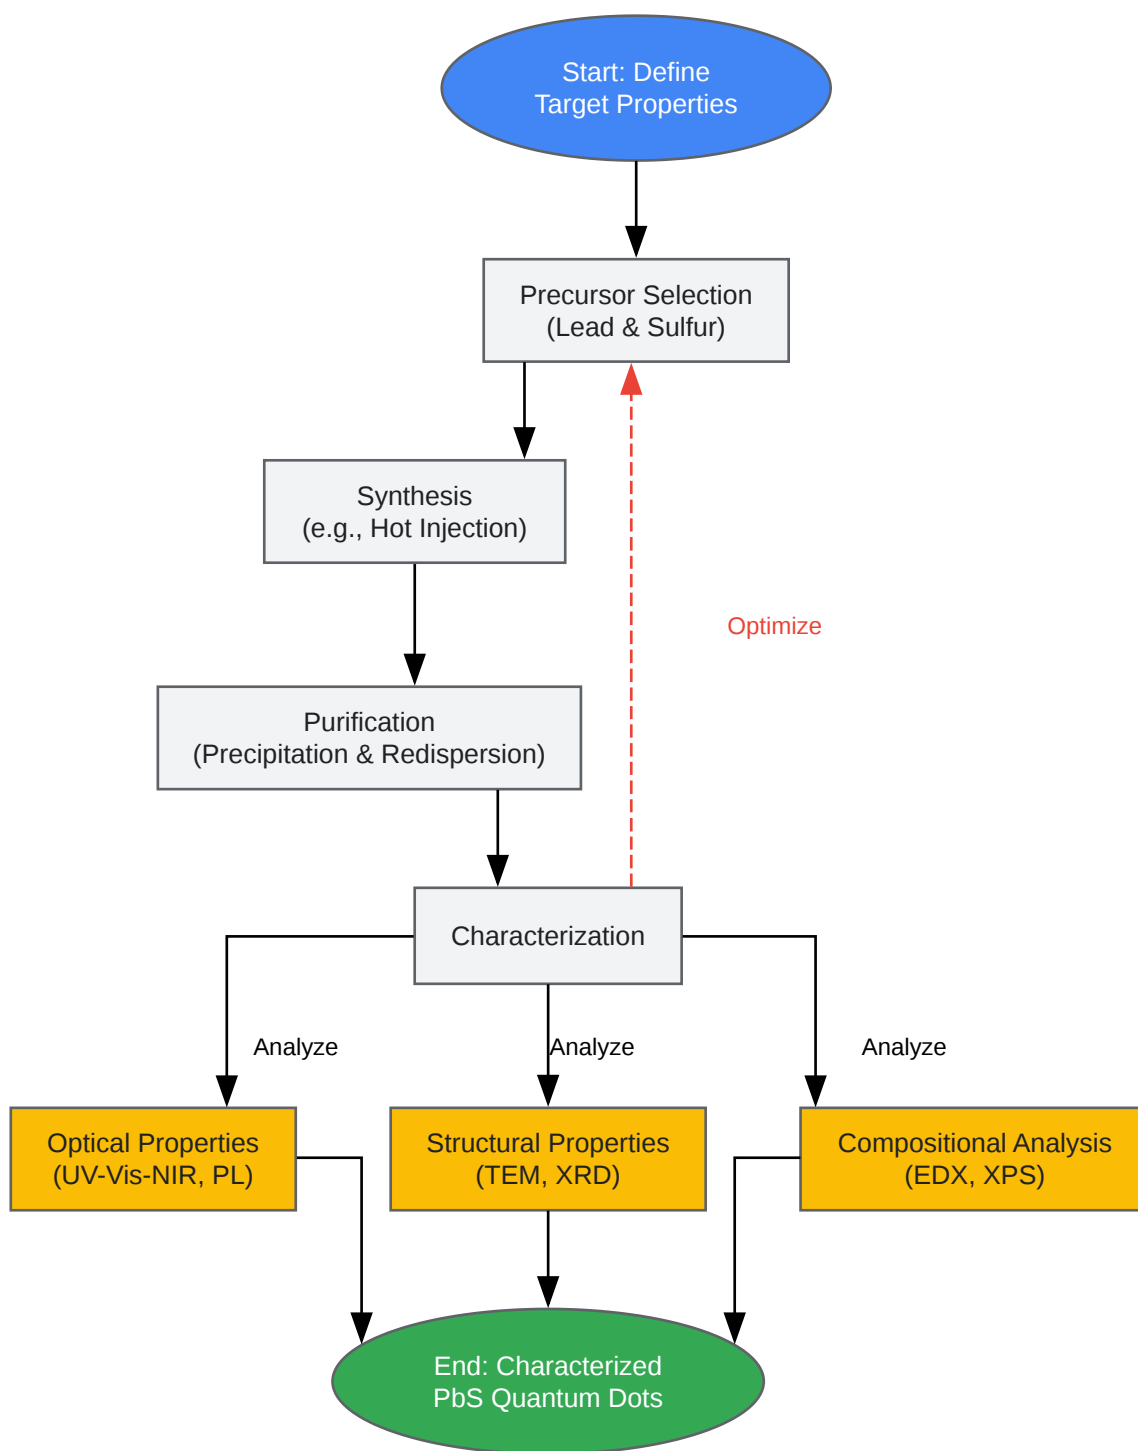 Start: Define
Target Properties
Precursor Selection
(Lead & Sulfur)
Synthesis
(e.g., Hot Injection)
Optimize
Purification
(Precipitation & Redispersion)
Characterization
Analyze
Analyze
Analyze
Optical Properties
(UV-Vis-NIR, PL)
Structural Properties
(TEM, XRD)
Compositional Analysis
(EDX, XPS)
End: Characterized
PbS Quantum Dots